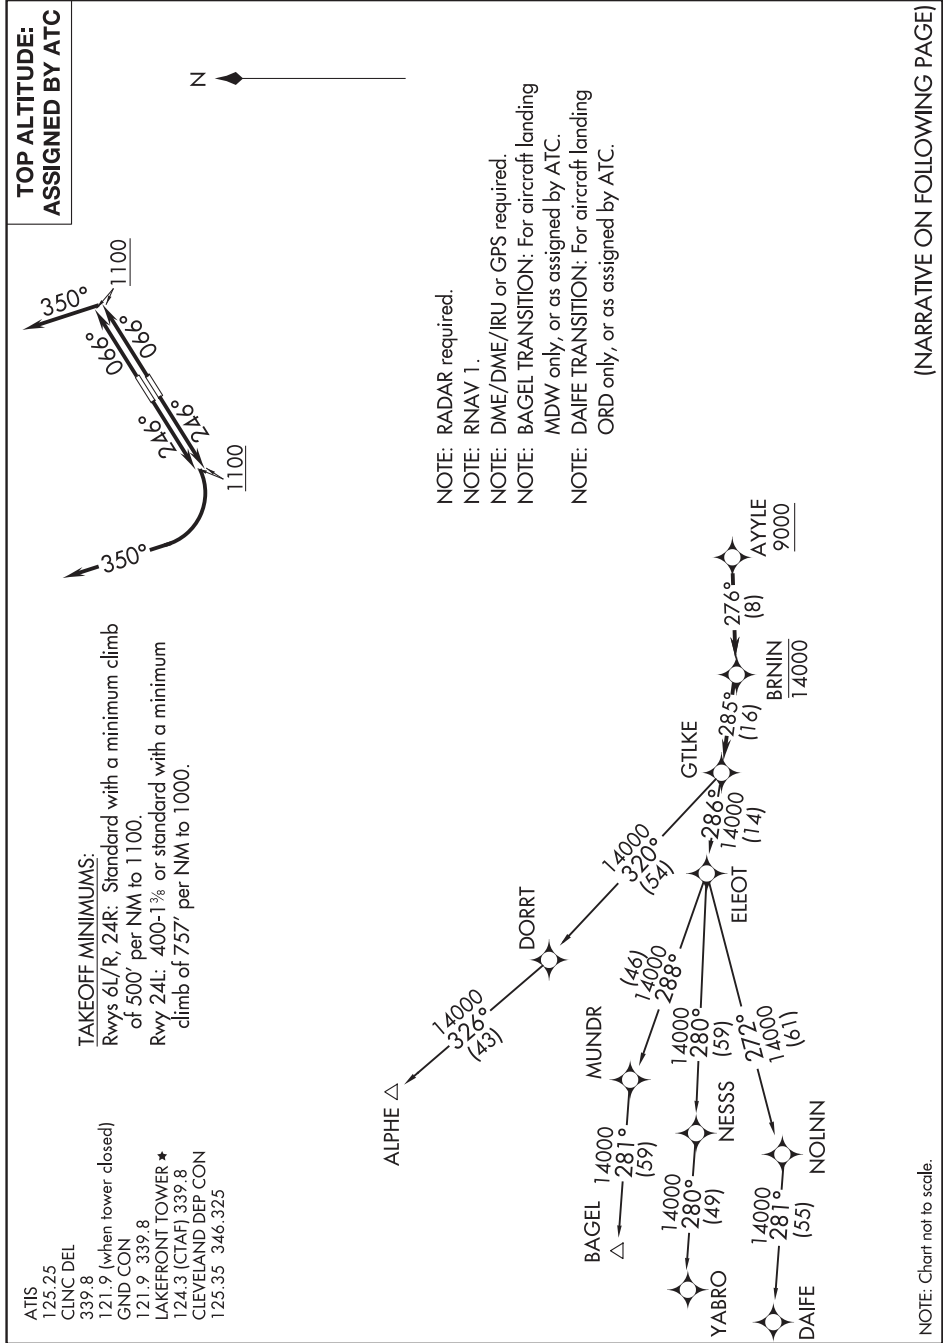 TOP ALTITUDE:
ASSIGNED BY ATC
ATIS
125.25
CLNC DEL
339.8
121.9 (when tower closed)
GND CON
121.9 339.8
LAKEFRONT TOWER ★
124.3 (CTAF) 339.8
CLEVELAND DEP CON
125.35 346.325
TAKEOFF MINIMUMS:
Rwys 6L/R, 24R: Standard with a minimum climb
of 500' per NM to 1100.
Rwy 24L: 400-1⅜ or standard with a minimum
climb of 757' per NM to 1000.
350°
1100
066°
066°
246°
246°
1100
350°
N
NOTE: RADAR required.
NOTE: RNAV 1.
NOTE: DME/DME/IRU or GPS required.
NOTE: BAGEL TRANSITION: For aircraft landing
MDW only, or as assigned by ATC.
NOTE: DAIFE TRANSITION: For aircraft landing
ORD only, or as assigned by ATC.
ALPHE
14000
326°
(43)
DORRT
14000
320°
(54)
GTLKE
285°
(16)
BRNIN
14000
276°
(8)
AYYLE
9000
286°
14000
(14)
ELEOT
(46)
14000
288°
MUNDR
14000
281°
(59)
BAGEL
14000
280°
(59)
NESSS
14000
280°
(49)
YABRO
272°
14000
(61)
NOLNN
14000
281°
(55)
DAIFE
NOTE: Chart not to scale.
(NARRATIVE ON FOLLOWING PAGE)